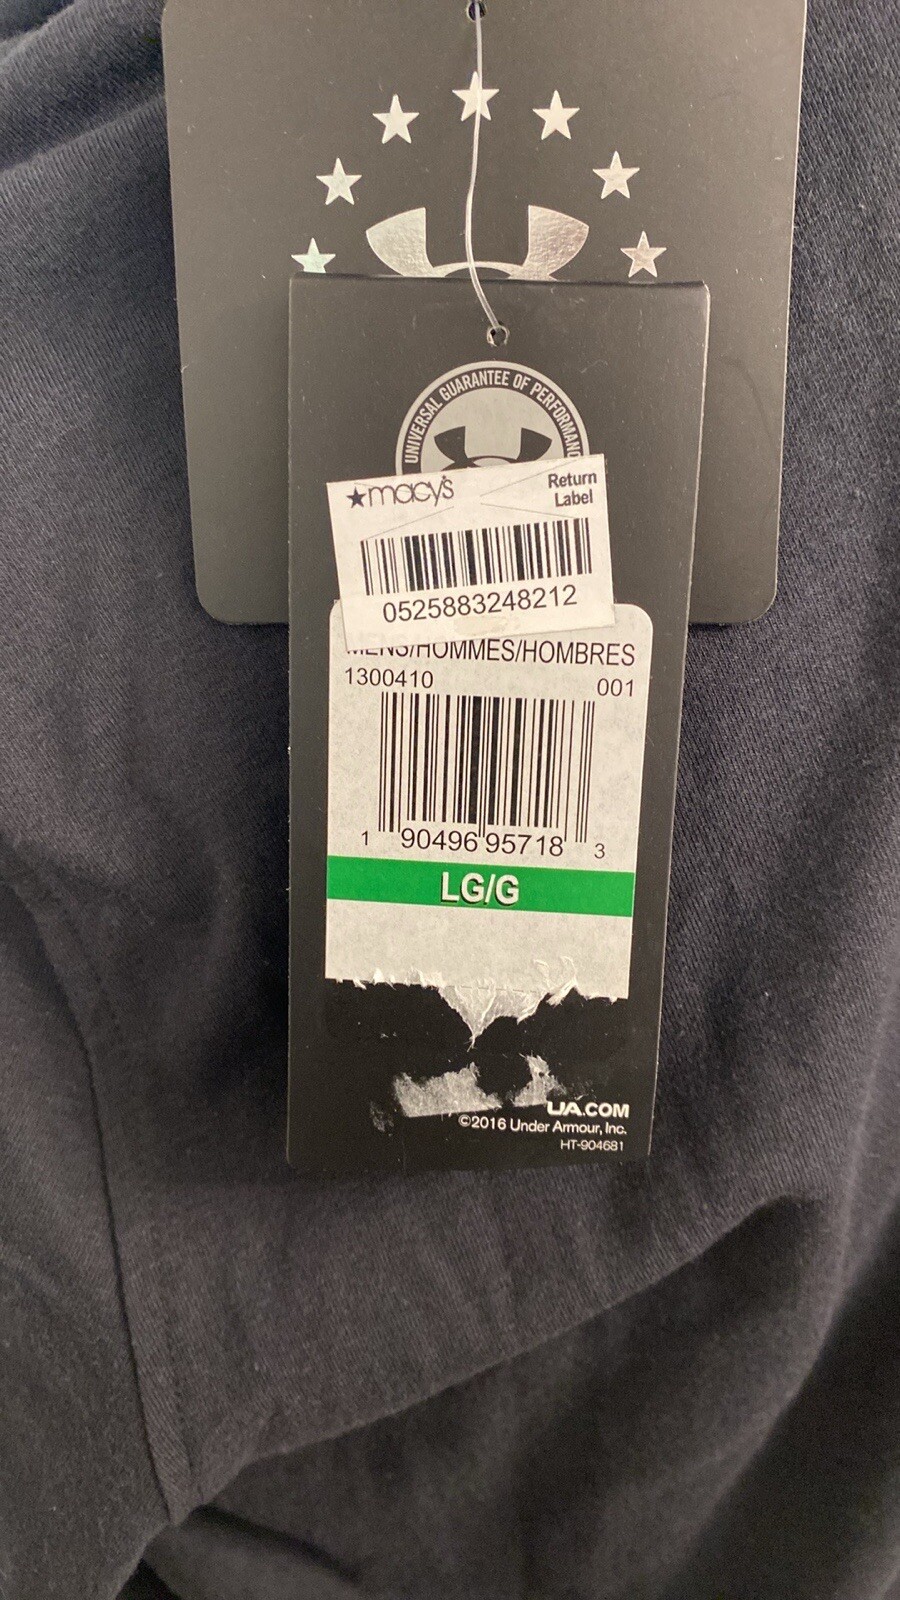 UNIVERSAL GUARANTEE OF
macy's
Return
Label
0525883248212
MENS/HOMMES/HOMBRES
1300410
001
1 90496 95718 3
LG/G
UA.COM
©2016 Under Armour, Inc.
HT-904681